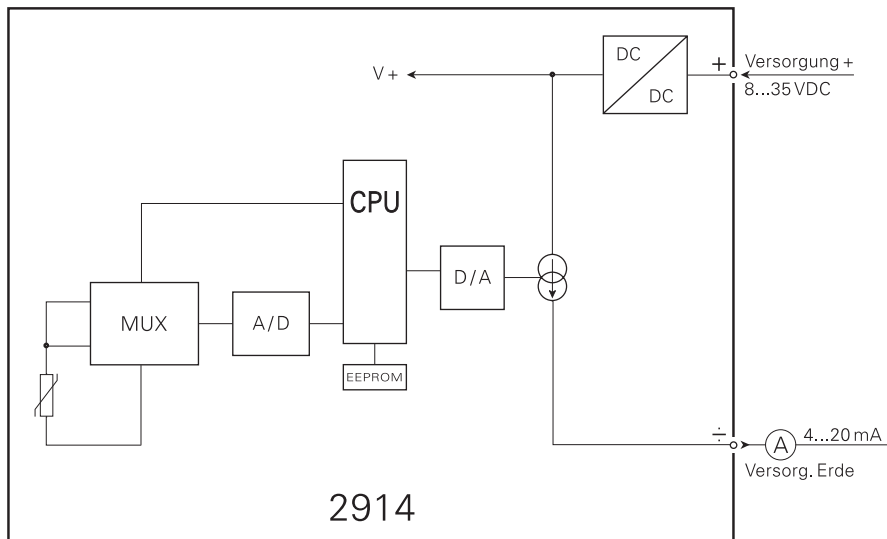 DC
DC
+
Versorgung +
8...35 VDC
V +
CPU
D/A
MUX
A/D
EEPROM
÷
A
4...20 mA
Versorg. Erde
2914